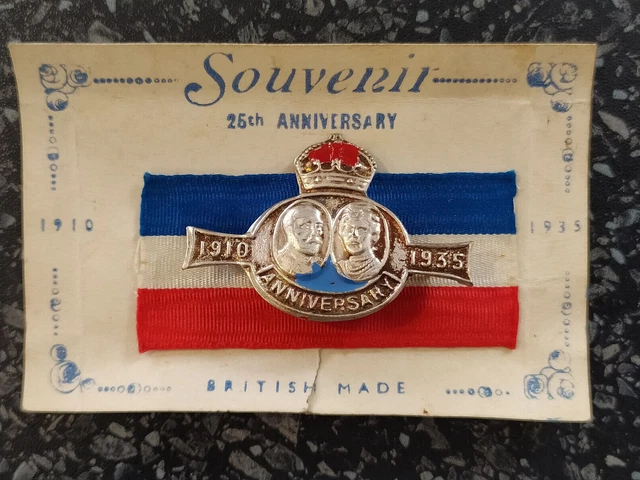 Souvenir
25th ANNIVERSARY
1910 1935
1910 1935
ANNIVERSARY
BRITISH MADE